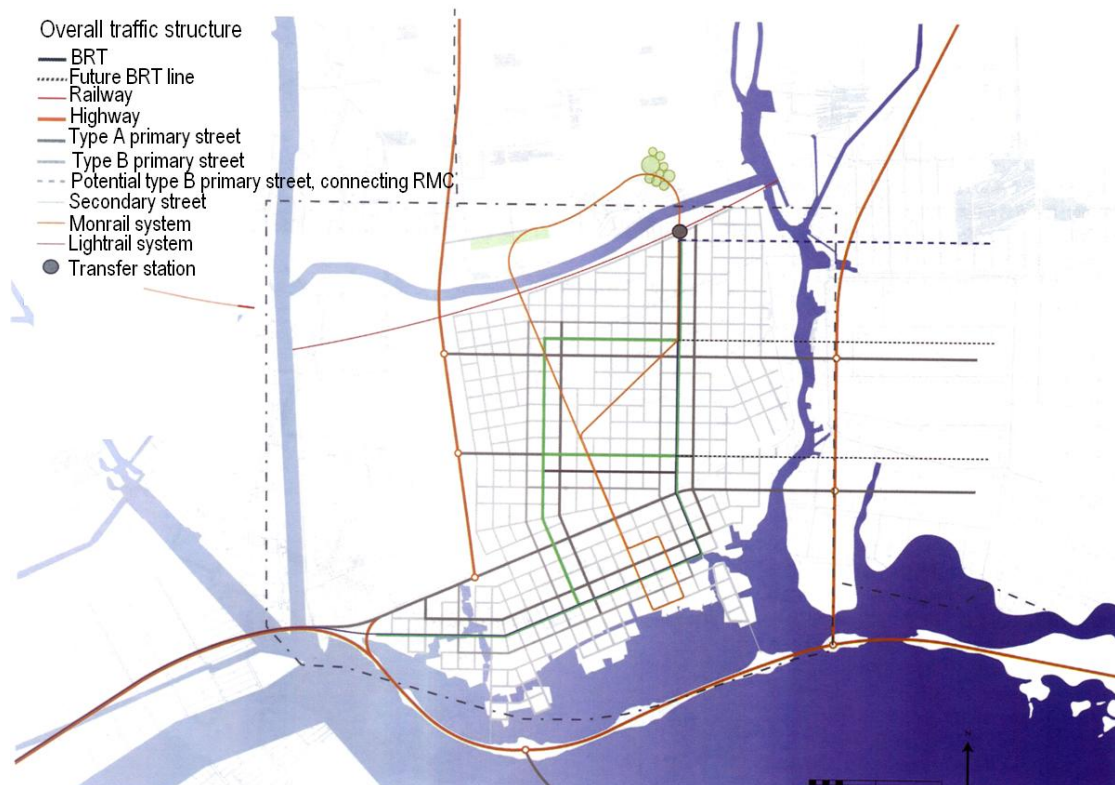 Overall traffic structure
BRT
Future BRT line
Railway
Highway
Type A primary street
Type B primary street
Potential type B primary street, connecting RMC
Secondary street
Monrail system
Lightrail system
Transfer station